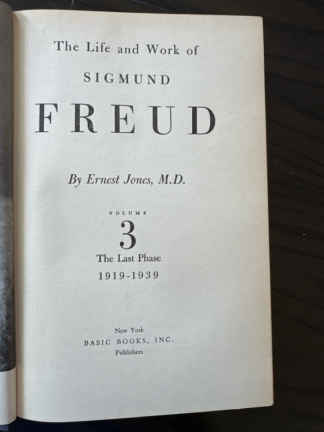 The Life and Work of
SIGMUND
FREUD
By Ernest Jones, M.D.
VOLUME
3
The Last Phase
1919-1939
New York
BASIC BOOKS, INC.
Publishers